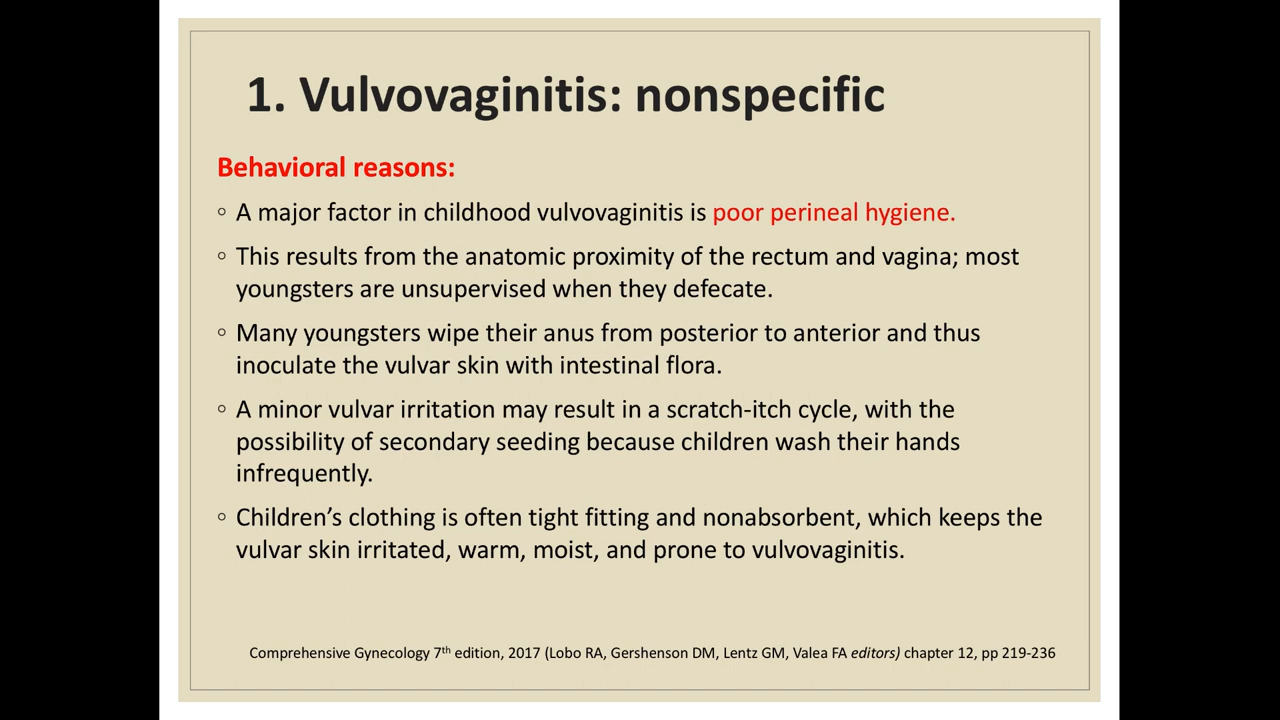 1. Vulvovaginitis: nonspecific
Behavioral reasons:
◦ A major factor in childhood vulvovaginitis is poor perineal hygiene.
◦ This results from the anatomic proximity of the rectum and vagina; most
youngsters are unsupervised when they defecate.
◦ Many youngsters wipe their anus from posterior to anterior and thus
inoculate the vulvar skin with intestinal flora.
◦ A minor vulvar irritation may result in a scratch-itch cycle, with the
possibility of secondary seeding because children wash their hands
infrequently.
◦ Children’s clothing is often tight fitting and nonabsorbent, which keeps the
vulvar skin irritated, warm, moist, and prone to vulvovaginitis.
Comprehensive Gynecology 7th edition, 2017 (Lobo RA, Gershenson DM, Lentz GM, Valea FA editors) chapter 12, pp 219-236